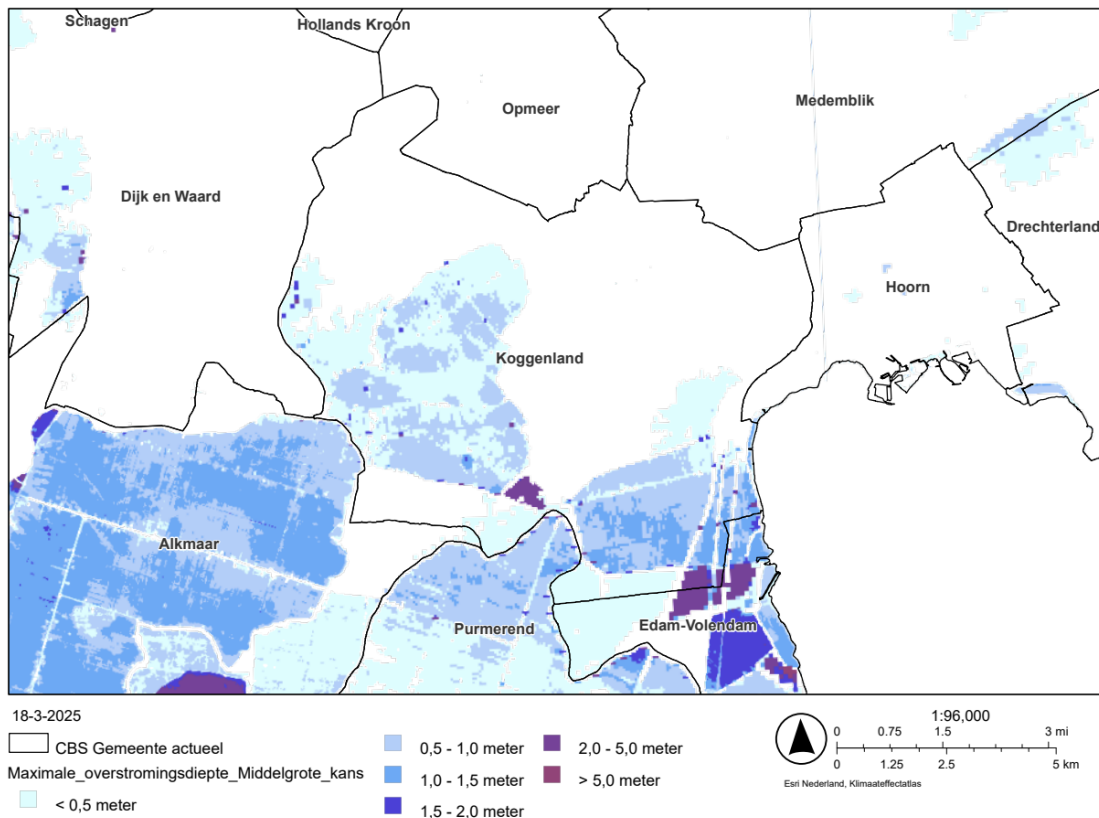 Schagen
Hollands Kroon
Opmeer
Medemblik
Dijk en Waard
Drechterland
Hoorn
Koggenland
Alkmaar
Purmerend
Edam-Volendam
18-3-2025
CBS Gemeente actueel
Maximale_overstromingsdiepte_Middelgrote_kans
< 0,5 meter
0,5 - 1,0 meter
1,0 - 1,5 meter
1,5 - 2,0 meter
2,0 - 5,0 meter
> 5,0 meter
1:96,000
0 0.75 1.5 3 mi
0 1.25 2.5 5 km
Esri Nederland, Klimaateffectatlas